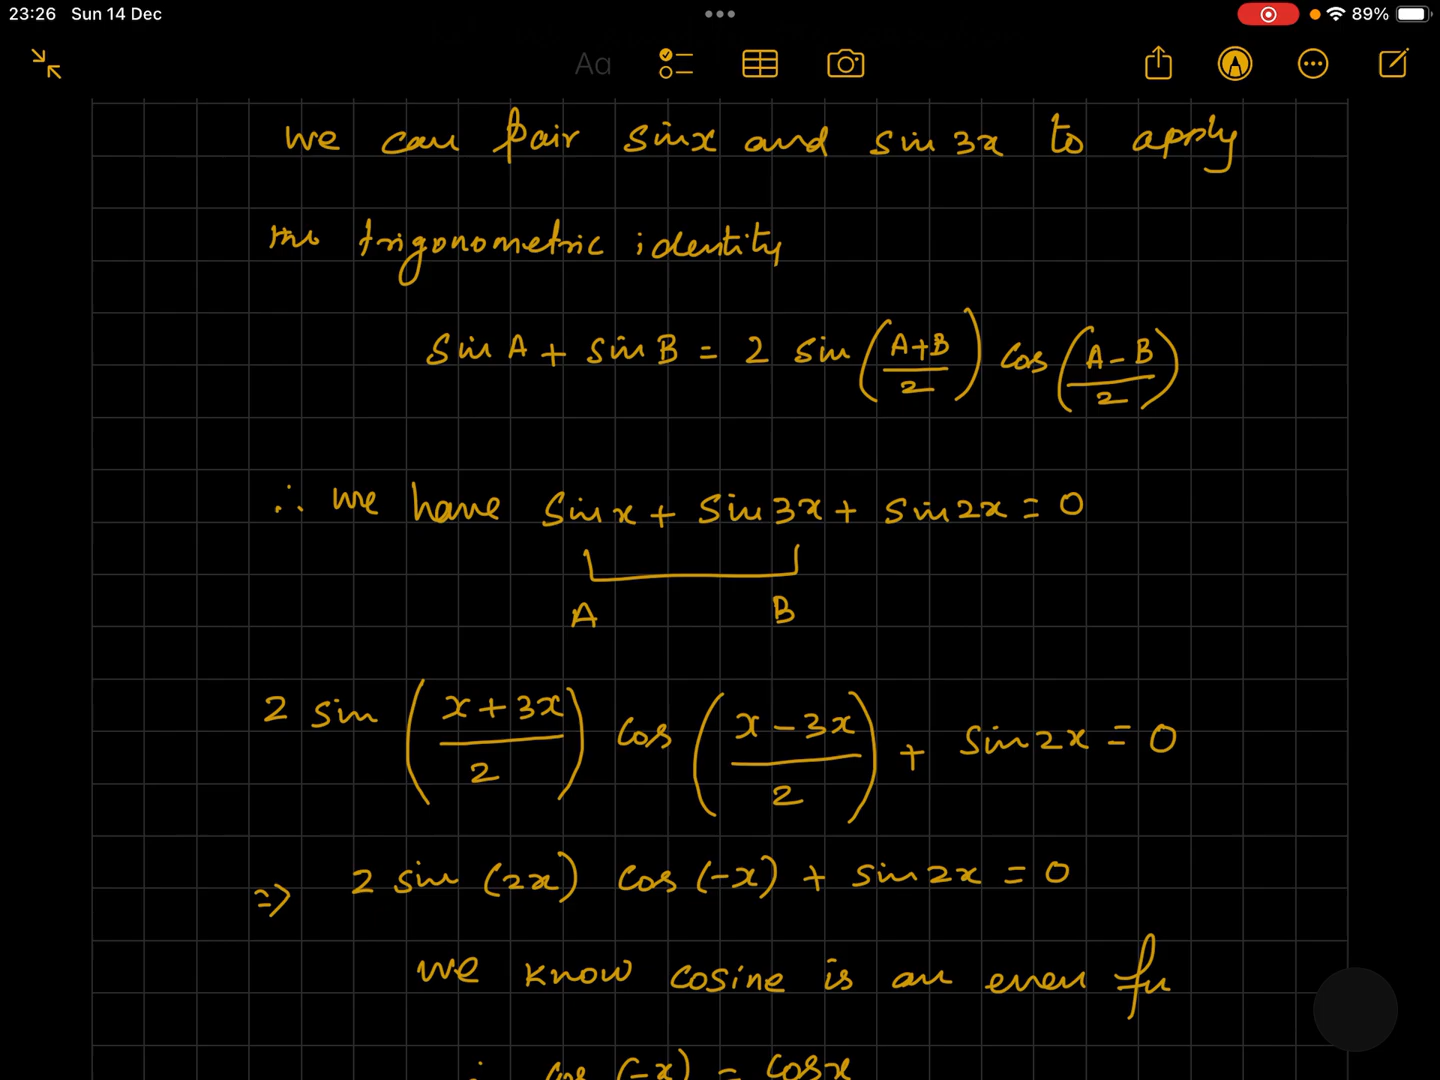 23:26 Sun 14 Dec
89%
Aa
we can pair sinx and sin 3x to apply
the trigonometric identity
sin A + sin B = 2 sin (A+B/2) cos (A-B/2)
∴ we have sinx + sin3x + sin2x = 0
A B
2 sin (x+3x/2) cos (x-3x/2) + sin2x = 0
=> 2 sin (2x) cos (-x) + sin2x = 0
we know cosine is an even fn
∴ cos (-x) = cosx